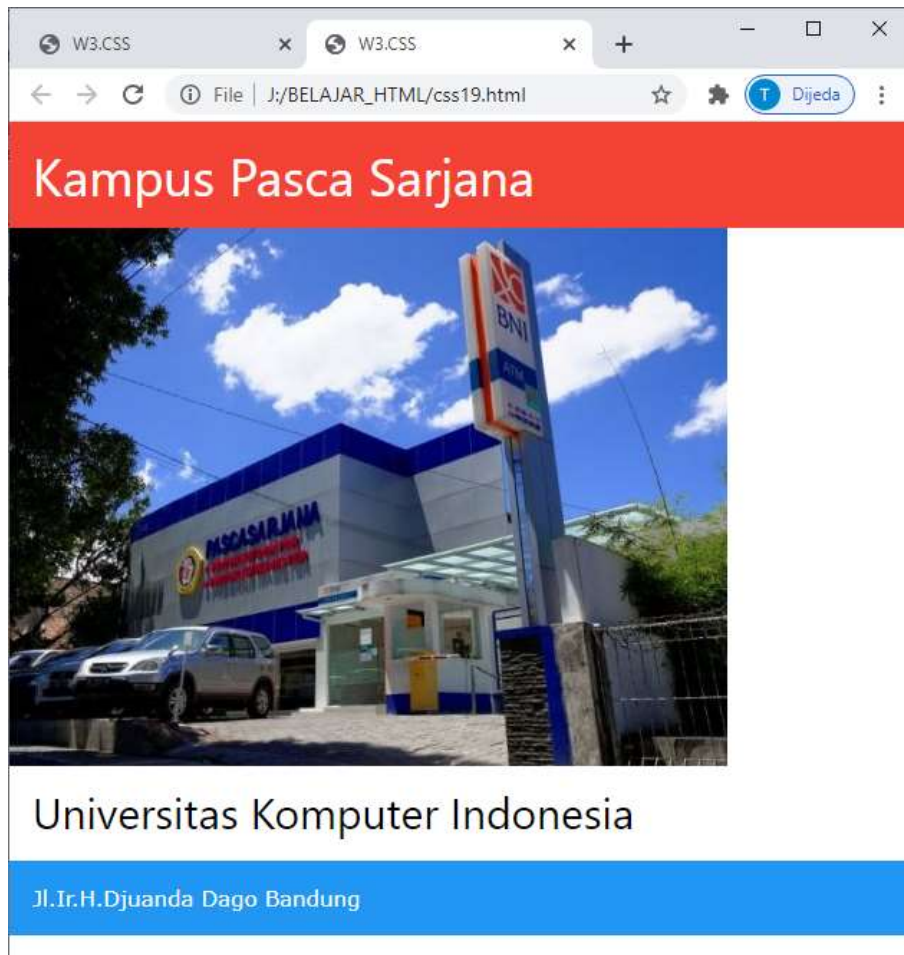 W3.CSS
W3.CSS
File J:/BELAJAR_HTML/css19.html
T Dijeda
Kampus Pasca Sarjana
BNI
ATM
PASCASARJANA
Universitas Komputer Indonesia
Jl.Ir.H.Djuanda Dago Bandung